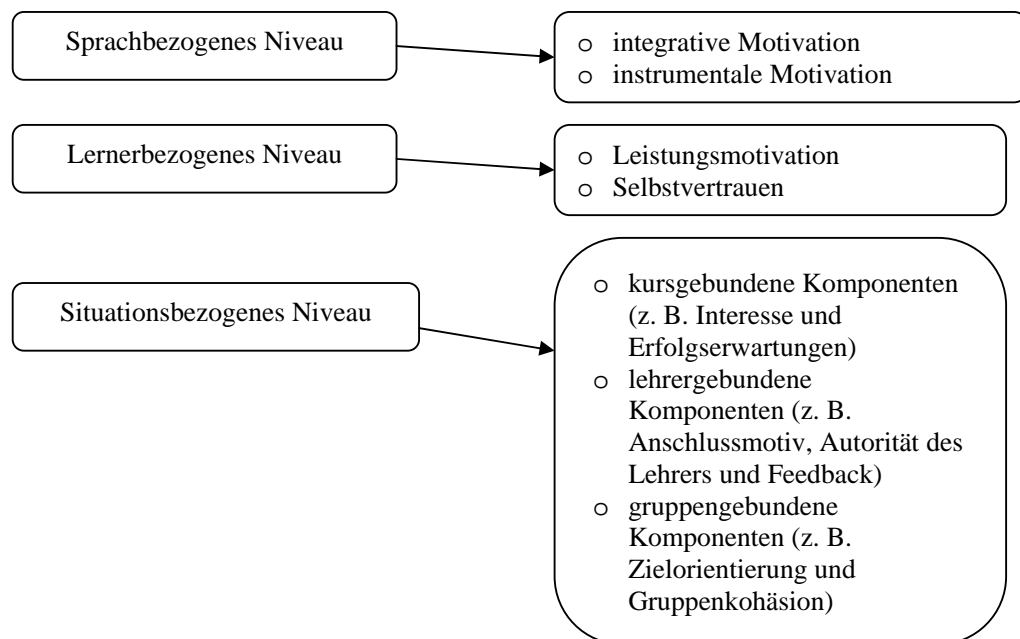 Sprachbezogenes Niveau
o integrative Motivation
o instrumentale Motivation
Lernerbezogenes Niveau
o Leistungsmotivation
o Selbstvertrauen
Situationsbezogenes Niveau
o kursgebundene Komponenten
(z. B. Interesse und
Erfolgserwartungen)
o lehrergebundene
Komponenten (z. B.
Anschlussmotiv, Autorität des
Lehrers und Feedback)
o gruppengebundene
Komponenten (z. B.
Zielorientierung und
Gruppenkohäsion)